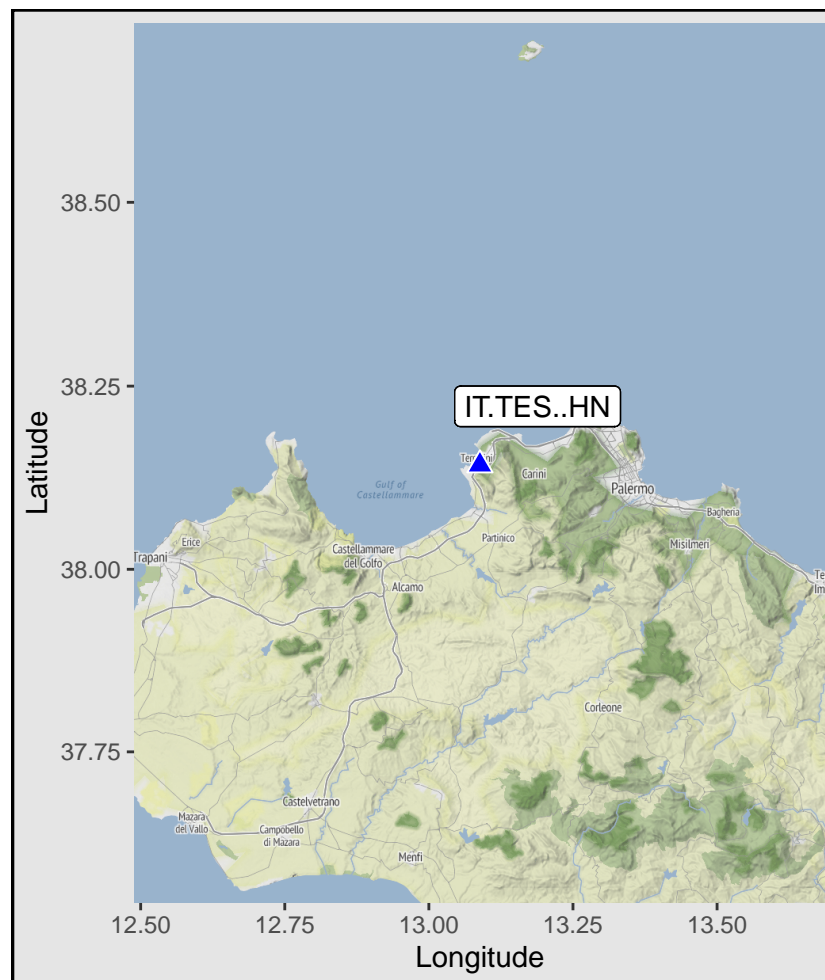 38.50
38.25
38.00
37.75
Latitude
IT.TES..HN
Carini
Palermo
Gulf of
Castellammare
Bagheria
Partinico
Misilmeri
Erice
Trapani
Castellammare
del Golfo
Alcamo
Corleone
Castelvetrano
Mazara
del Vallo
Campobello
di Mazara
Menfi
12.50
12.75
13.00
13.25
13.50
Longitude